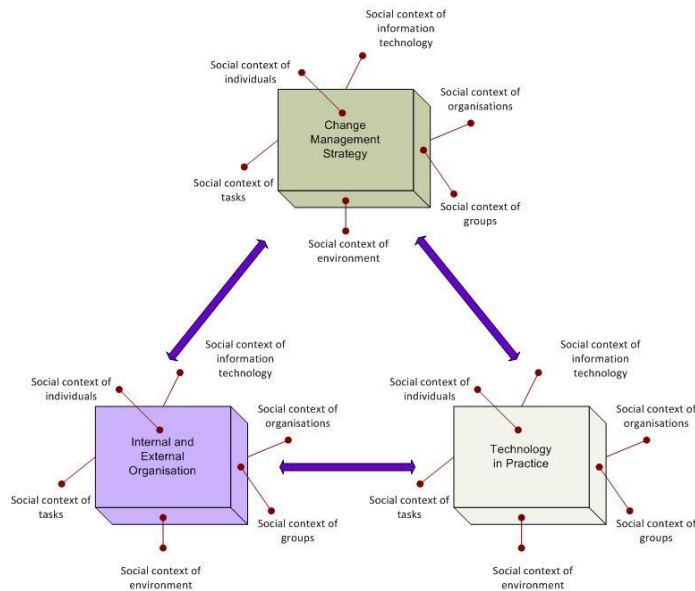 Social context of
information
technology
Social context of
individuals
Social context of
organisations
Change
Management
Strategy
Social context of
tasks
Social context of
groups
Social context of
environment
Social context of
information
technology
Social context of
individuals
Social context of
organisations
Internal and
External
Organisation
Social context of
tasks
Social context of
groups
Social context of
environment
Social context of
information
technology
Social context of
individuals
Social context of
organisations
Technology
in Practice
Social context of
tasks
Social context of
groups
Social context of
environment